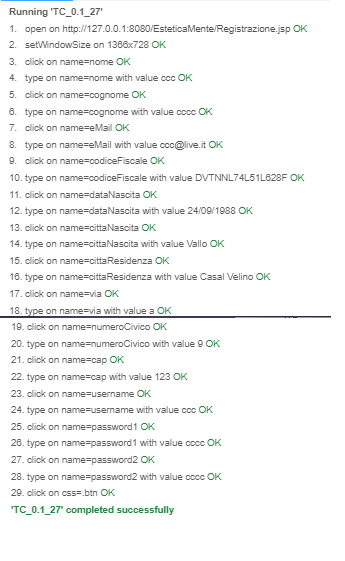 Running 'TC_0.1_27'
1. open on http://127.0.0.1:8080/EsteticaMente/Registrazione.jsp OK
2. setWindowSize on 1366x728 OK
3. click on name=nome OK
4. type on name=nome with value ccc OK
5. click on name=cognome OK
6. type on name=cognome with value cccc OK
7. click on name=eMail OK
8. type on name=eMail with value ccc@live.it OK
9. click on name=codiceFiscale OK
10. type on name=codiceFiscale with value DVTNNL74L51L628F OK
11. click on name=dataNascita OK
12. type on name=dataNascita with value 24/09/1988 OK
13. click on name=cittaNascita OK
14. type on name=cittaNascita with value Vallo OK
15. click on name=cittaResidenza OK
16. type on name=cittaResidenza with value Casal Velino OK
17. click on name=via OK
18. type on name=via with value a OK
19. click on name=numeroCivico OK
20. type on name=numeroCivico with value 9 OK
21. click on name=cap OK
22. type on name=cap with value 123 OK
23. click on name=username OK
24. type on name=username with value ccc OK
25. click on name=password1 OK
26. type on name=password1 with value cccc OK
27. click on name=password2 OK
28. type on name=password2 with value cccc OK
29. click on css=.btn OK
'TC_0.1_27' completed successfully